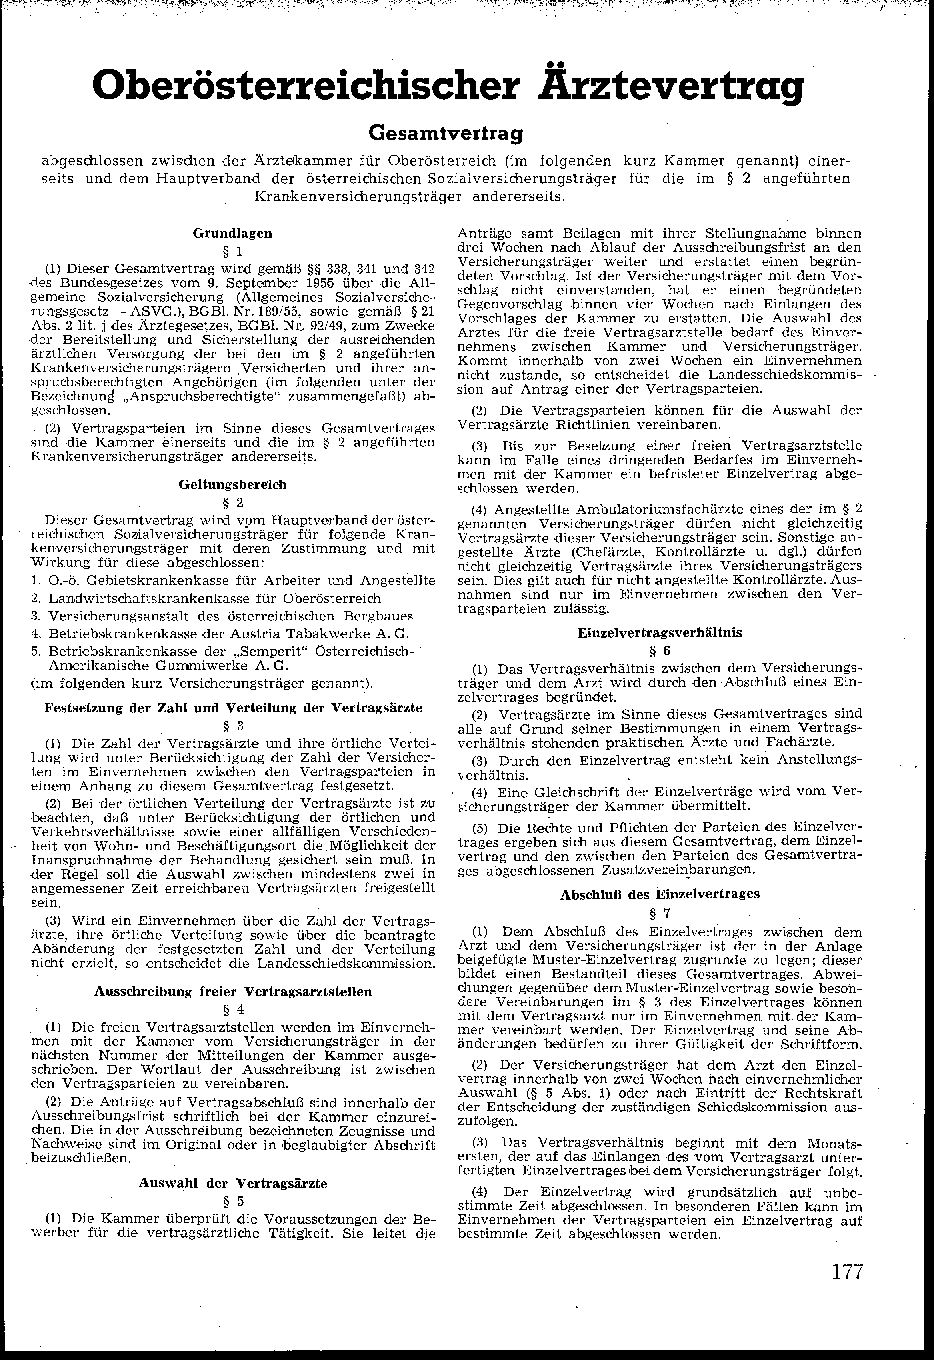 Oberösterreichischer Ärztevertrag
Gesamtvertrag
abgeschlossen zwischen der Ärztekammer für Oberösterreich (im folgenden kurz Kammer genannt) einer-
seits und dem Hauptverband der österreichischen Sozialversicherungsträger für die im § 2 angeführten
Krankenversicherungsträger andererseits.
Grundlagen
§ 1
(1) Dieser Gesamtvertrag wird gemäß §§ 338, 341 und 342
des Bundesgesetzes vom 9. September 1955 über die All-
gemeine Sozialversicherung (Allgemeines Sozialversiche-
rungsgesetz - ASVG.), BGBl. Nr. 189/55, sowie gemäß § 21
Abs. 2 lit. j des Ärztegesetzes, BGBl. Nr. 92/49, zum Zwecke
der Bereitstellung und Sicherstellung der ausreichenden
ärztlichen Versorgung der bei den im § 2 angeführten
Krankenversicherungsträgern Versicherten und ihrer an-
spruchsberechtigten Angehörigen (im folgenden unter der
Bezeichnung „Anspruchsberechtigte" zusammengefaßt) ab-
geschlossen.
(2) Vertragsparteien im Sinne dieses Gesamtvertrages
sind die Kammer einerseits und die im § 2 angeführten
Krankenversicherungsträger andererseits.
Geltungsbereich
§ 2
Dieser Gesamtvertrag wird vom Hauptverband der öster-
reichischen Sozialversicherungsträger für folgende Kran-
kenversicherungsträger mit deren Zustimmung und mit
Wirkung für diese abgeschlossen:
1. O.-ö. Gebietskrankenkasse für Arbeiter und Angestellte
2. Landwirtschaftskrankenkasse für Oberösterreich
3. Versicherungsanstalt des österreichischen Bergbaues
4. Betriebskrankenkasse der Austria Tabakwerke A. G.
5. Betriebskrankenkasse der „Semperit" Österreichisch-
Amerikanische Gummiwerke A. G.
(im folgenden kurz Versicherungsträger genannt).
Festsetzung der Zahl und Verteilung der Vertragsärzte
§ 3
(1) Die Zahl der Vertragsärzte und ihre örtliche Vertei-
lung wird unter Berücksichtigung der Zahl der Versicher-
ten im Einvernehmen zwischen den Vertragsparteien in
einem Anhang zu diesem Gesamtvertrag festgesetzt.
(2) Bei der örtlichen Verteilung der Vertragsärzte ist zu
beachten, daß unter Berücksichtigung der örtlichen und
Verkehrsverhältnisse sowie einer allfälligen Verschieden-
heit von Wohn- und Beschäftigungsort die Möglichkeit der
Inanspruchnahme der Behandlung gesichert sein muß. In
der Regel soll die Auswahl zwischen mindestens zwei in
angemessener Zeit erreichbaren Vertragsärzten freigestellt
sein.
(3) Wird ein Einvernehmen über die Zahl der Vertrags-
ärzte, ihre örtliche Verteilung sowie über die beantragte
Abänderung der festgesetzten Zahl und der Verteilung
nicht erzielt, so entscheidet die Landesschiedskommission.
Ausschreibung freier Vertragsarztstellen
§ 4
(1) Die freien Vertragsarztstellen werden im Einverneh-
men mit der Kammer vom Versicherungsträger in der
nächsten Nummer der Mitteilungen der Kammer ausge-
schrieben. Der Wortlaut der Ausschreibung ist zwischen
den Vertragsparteien zu vereinbaren.
(2) Die Anträge auf Vertragsabschluß sind innerhalb der
Ausschreibungsfrist schriftlich bei der Kammer einzurei-
chen. Die in der Ausschreibung bezeichneten Zeugnisse und
Nachweise sind im Original oder in beglaubigter Abschrift
beizuschließen.
Auswahl der Vertragsärzte
§ 5
(1) Die Kammer überprüft die Voraussetzungen der Be-
werber für die vertragsärztliche Tätigkeit. Sie leitet die
Anträge samt Beilagen mit ihrer Stellungnahme binnen
drei Wochen nach Ablauf der Ausschreibungsfrist an den
Versicherungsträger weiter und erstattet einen begrün-
deten Vorschlag. Ist der Versicherungsträger mit dem Vor-
schlag nicht einverstanden, hat er einen begründeten
Gegenvorschlag binnen vier Wochen nach Einlangen des
Vorschlages der Kammer zu erstatten. Die Auswahl des
Arztes für die freie Vertragsarztstelle bedarf des Einver-
nehmens zwischen Kammer und Versicherungsträger.
Kommt innerhalb von zwei Wochen ein Einvernehmen
nicht zustande, so entscheidet die Landesschiedskommis-
sion auf Antrag einer der Vertragsparteien.
(2) Die Vertragsparteien können für die Auswahl der
Vertragsärzte Richtlinien vereinbaren.
(3) Bis zur Besetzung einer freien Vertragsarztstelle
kann im Falle eines dringenden Bedarfes im Einverneh-
men mit der Kammer ein befristeter Einzelvertrag abge-
schlossen werden.
(4) Angestellte Ambulatoriumsfachärzte eines der im § 2
genannten Versicherungsträger dürfen nicht gleichzeitig
Vertragsärzte dieser Versicherungsträger sein. Sonstige an-
gestellte Ärzte (Chefärzte, Kontrollärzte u. dgl.) dürfen
nicht gleichzeitig Vertragsärzte ihres Versicherungsträgers
sein. Dies gilt auch für nicht angestellte Kontrollärzte. Aus-
nahmen sind nur im Einvernehmen zwischen den Ver-
tragsparteien zulässig.
Einzelvertragsverhältnis
§ 6
(1) Das Vertragsverhältnis zwischen dem Versicherungs-
träger und dem Arzt wird durch den Abschluß eines Ein-
zelvertrages begründet.
(2) Vertragsärzte im Sinne dieses Gesamtvertrages sind
alle auf Grund seiner Bestimmungen in einem Vertrags-
verhältnis stehenden praktischen Ärzte und Fachärzte.
(3) Durch den Einzelvertrag entsteht kein Anstellungs-
verhältnis.
(4) Eine Gleichschrift der Einzelverträge wird vom Ver-
sicherungsträger der Kammer übermittelt.
(5) Die Rechte und Pflichten der Parteien des Einzelver-
trages ergeben sich aus diesem Gesamtvertrag, dem Einzel-
vertrag und den zwischen den Parteien des Gesamtvertra-
ges abgeschlossenen Zusatzvereinbarungen.
Abschluß des Einzelvertrages
§ 7
(1) Dem Abschluß des Einzelvertrages zwischen dem
Arzt und dem Versicherungsträger ist der in der Anlage
beigefügte Muster-Einzelvertrag zugrunde zu legen; dieser
bildet einen Bestandteil dieses Gesamtvertrages. Abwei-
chungen gegenüber dem Muster-Einzelvertrag sowie beson-
dere Vereinbarungen im § 3 des Einzelvertrages können
mit dem Vertragsarzt nur im Einvernehmen mit der Kam-
mer vereinbart werden. Der Einzelvertrag und seine Ab-
änderungen bedürfen zu ihrer Gültigkeit der Schriftform.
(2) Der Versicherungsträger hat dem Arzt den Einzel-
vertrag innerhalb von zwei Wochen nach einvernehmlicher
Auswahl (§ 5 Abs. 1) oder nach Eintritt der Rechtskraft
der Entscheidung der zuständigen Schiedskommission aus-
zufolgen.
(3) Das Vertragsverhältnis beginnt mit dem Monats-
ersten, der auf das Einlangen des vom Vertragsarzt unter-
fertigten Einzelvertrages bei dem Versicherungsträger folgt.
(4) Der Einzelvertrag wird grundsätzlich auf unbe-
stimmte Zeit abgeschlossen. In besonderen Fällen kann im
Einvernehmen der Vertragsparteien ein Einzelvertrag auf
bestimmte Zeit abgeschlossen werden.
177